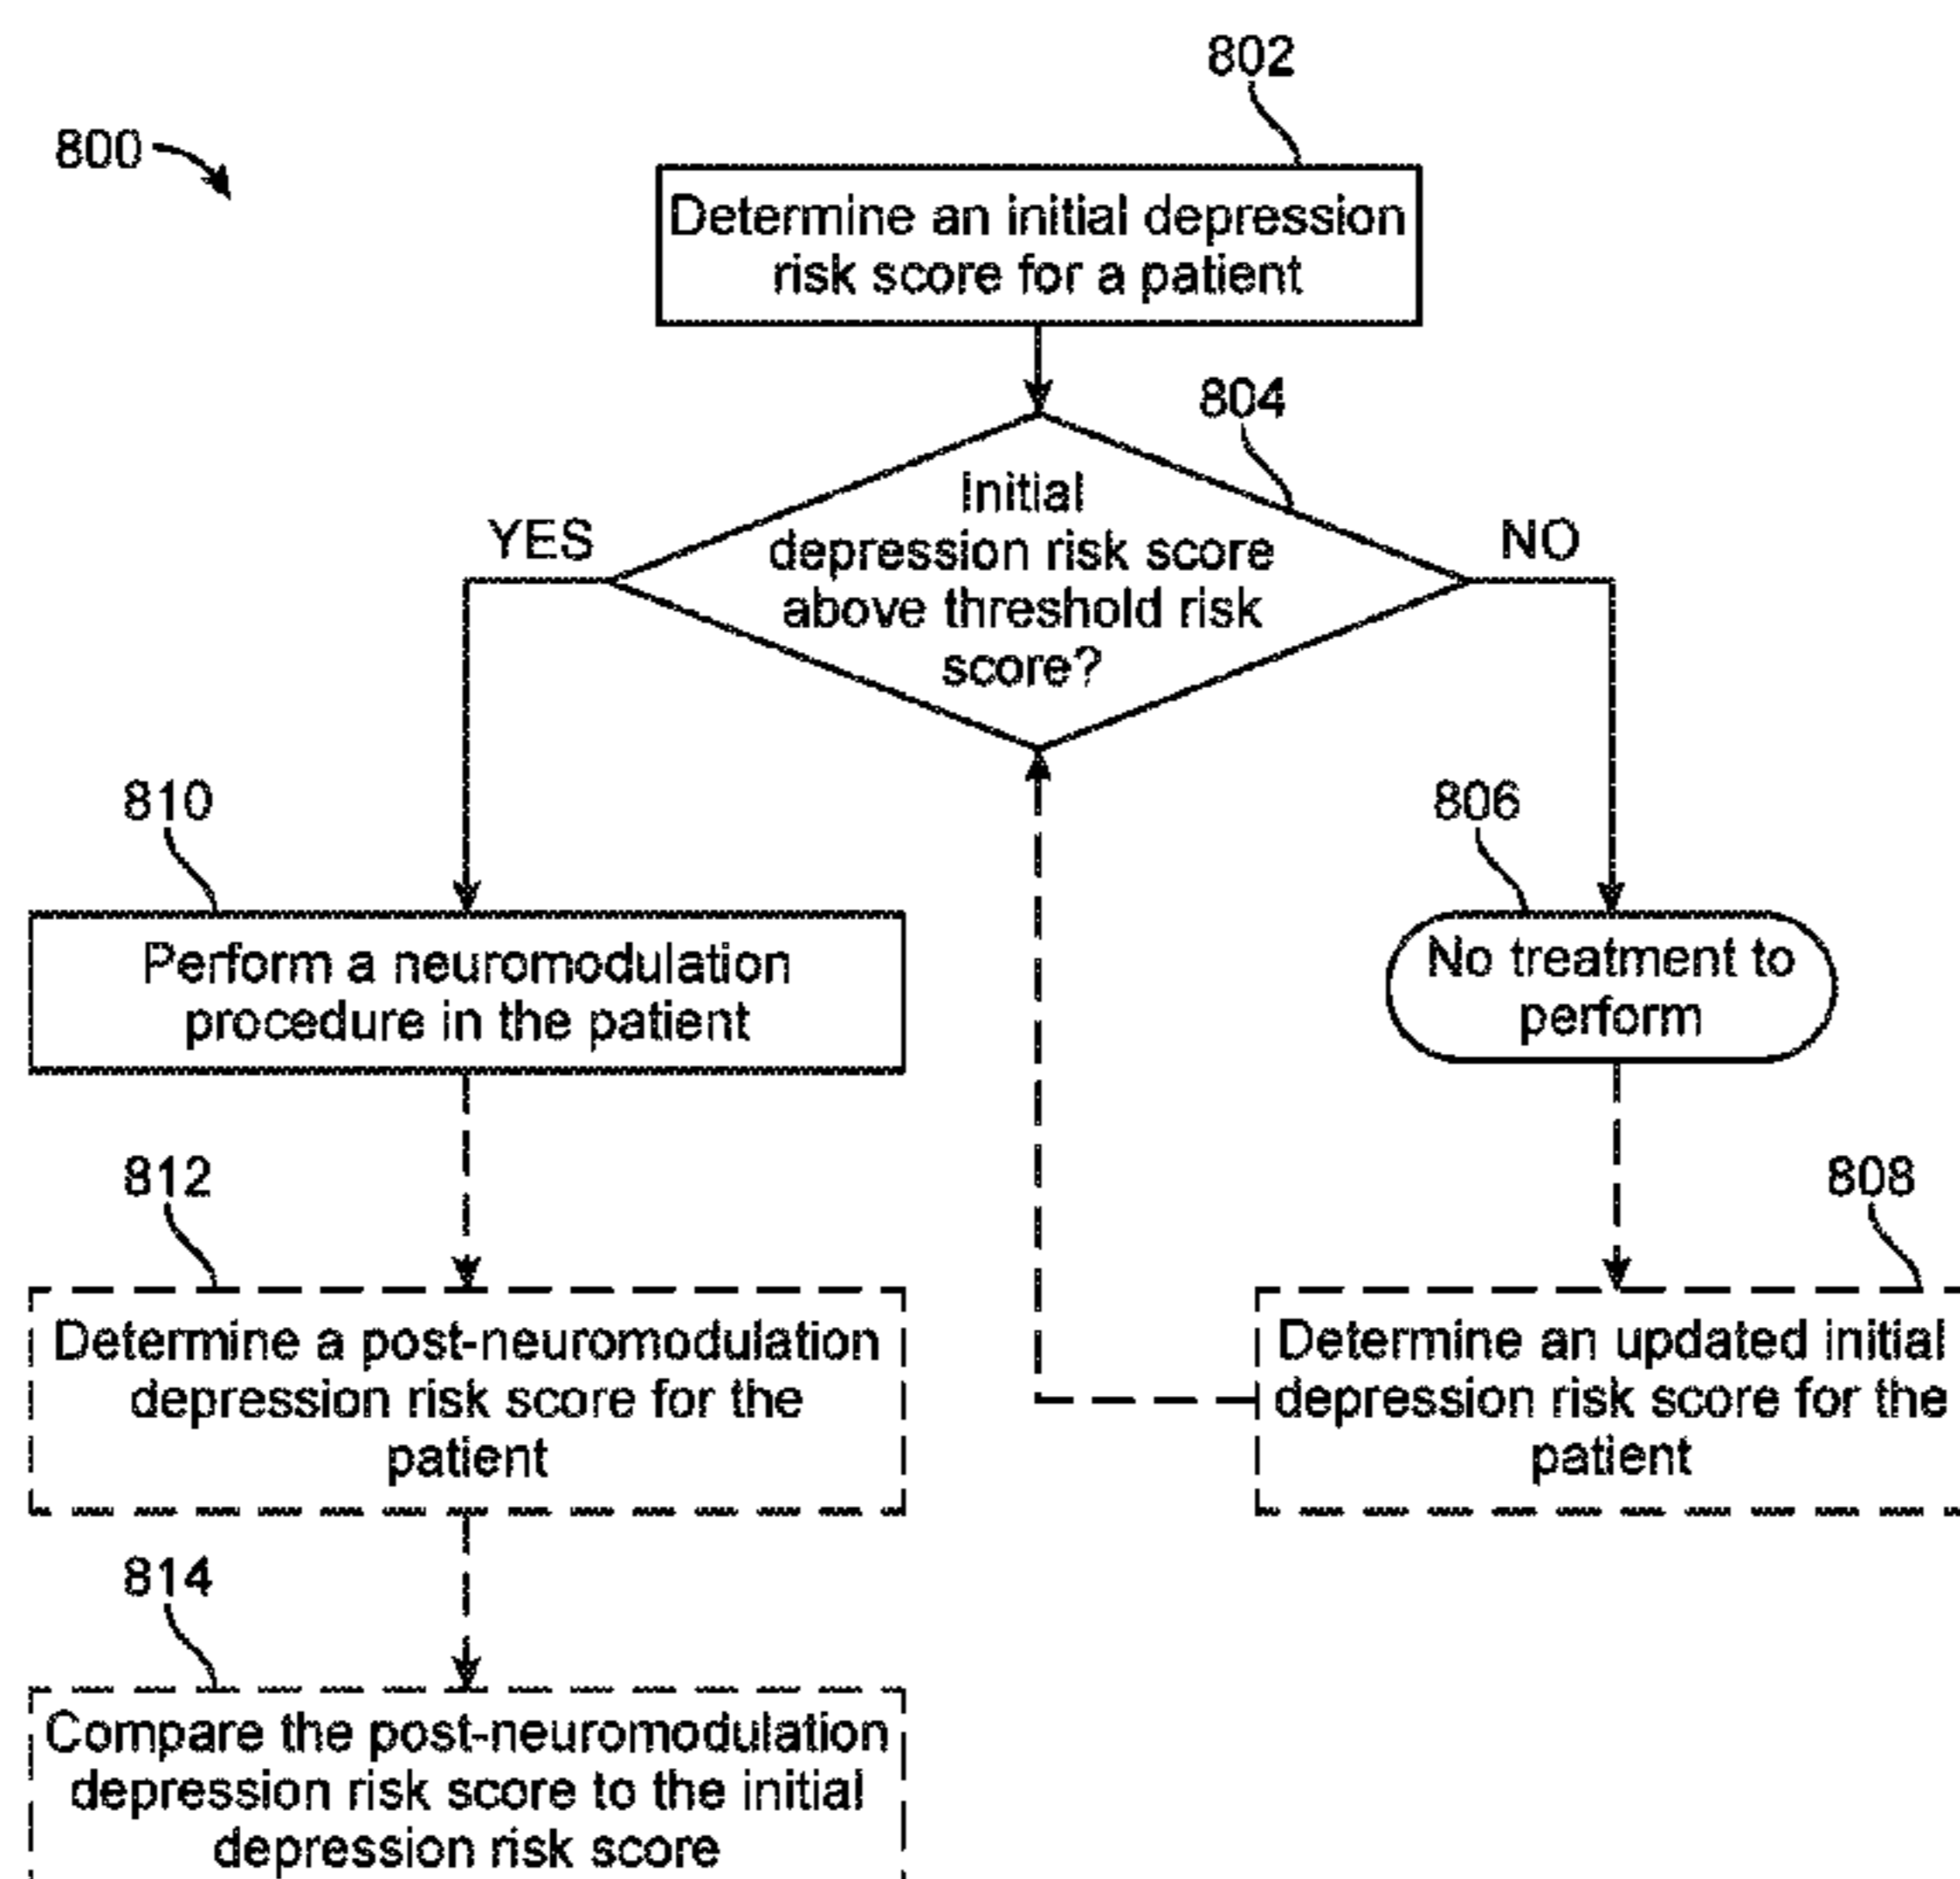 802
800
Determine an initial depression
risk score for a patient
804
Initial
depression risk score
above threshold risk
score?
YES
NO
810
806
Perform a neuromodulation
procedure in the patient
No treatment to
perform
812
808
Determine a post-neuromodulation
depression risk score for the
patient
Determine an updated initial
depression risk score for the
patient
814
Compare the post-neuromodulation
depression risk score to the initial
depression risk score